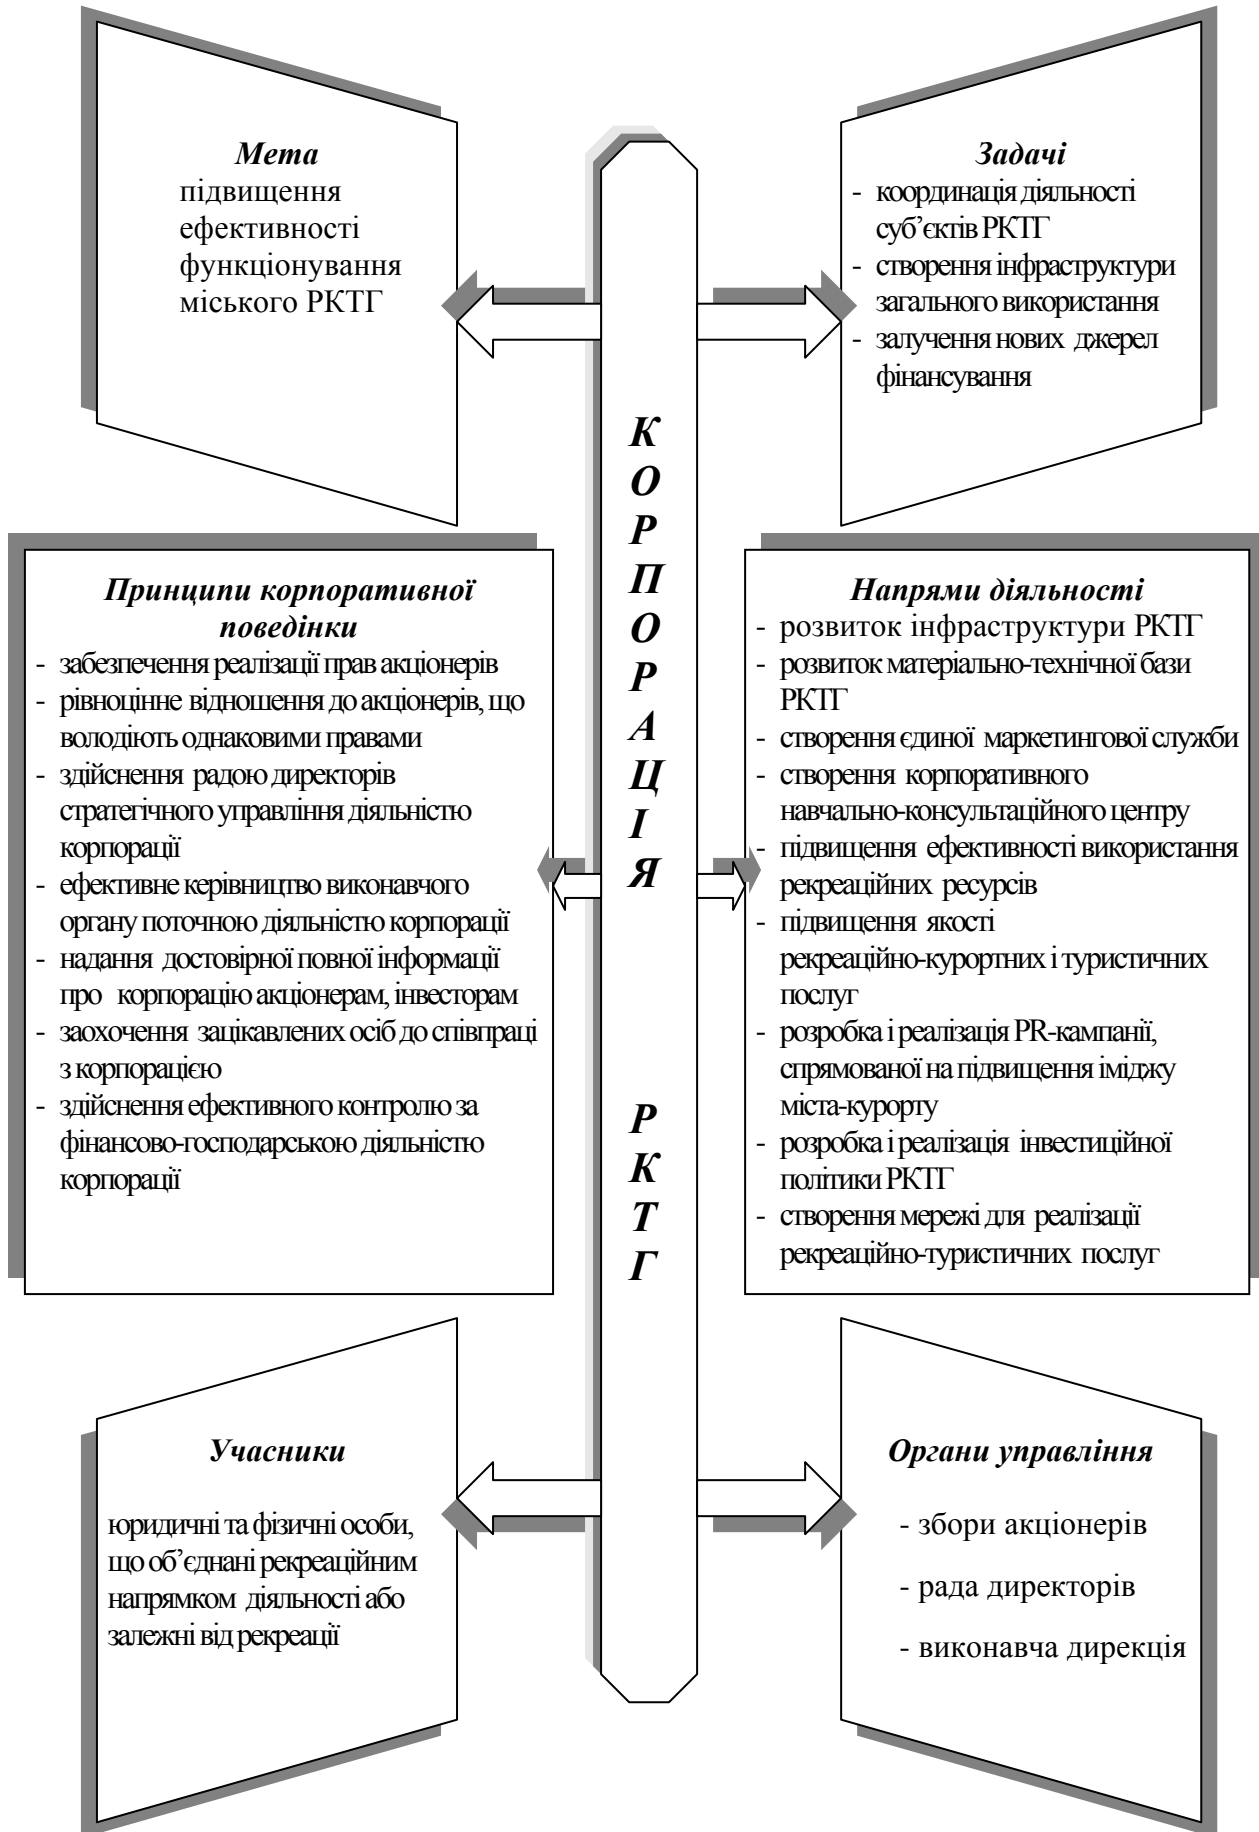 Мета
підвищення
ефективності
функціонування
міського РКТГ
Задачі
- координація діяльності
суб’єктів РКТГ
- створення інфраструктури
загального використання
- залучення нових джерел
фінансування
К
О
Р
П
О
Р
А
Ц
І
Я
Р
К
Т
Г
Принципи корпоративної
поведінки
- забезпечення реалізації прав акціонерів
- рівноцінне відношення до акціонерів, що
володіють однаковими правами
- здійснення радою директорів
стратегічного управління діяльністю
корпорації
- ефективне керівництво виконавчого
органу поточною діяльністю корпорації
- надання достовірної повної інформації
про корпорацію акціонерам, інвесторам
- заохочення зацікавлених осіб до співпраці
з корпорацією
- здійснення ефективного контролю за
фінансово-господарською діяльністю
корпорації
Напрями діяльності
- розвиток інфраструктури РКТГ
- розвиток матеріально-технічної бази
РКТГ
- створення єдиної маркетингової служби
- створення корпоративного
навчально-консультаційного центру
- підвищення ефективності використання
рекреаційних ресурсів
- підвищення якості
рекреаційно-курортних і туристичних
послуг
- розробка і реалізація PR-кампанії,
спрямованої на підвищення іміджу
міста-курорту
- розробка і реалізація інвестиційної
політики РКТГ
- створення мережі для реалізації
рекреаційно-туристичних послуг
Учасники
юридичні та фізичні особи,
що об’єднані рекреаційним
напрямком діяльності або
залежні від рекреації
Органи управління
- збори акціонерів
- рада директорів
- виконавча дирекція